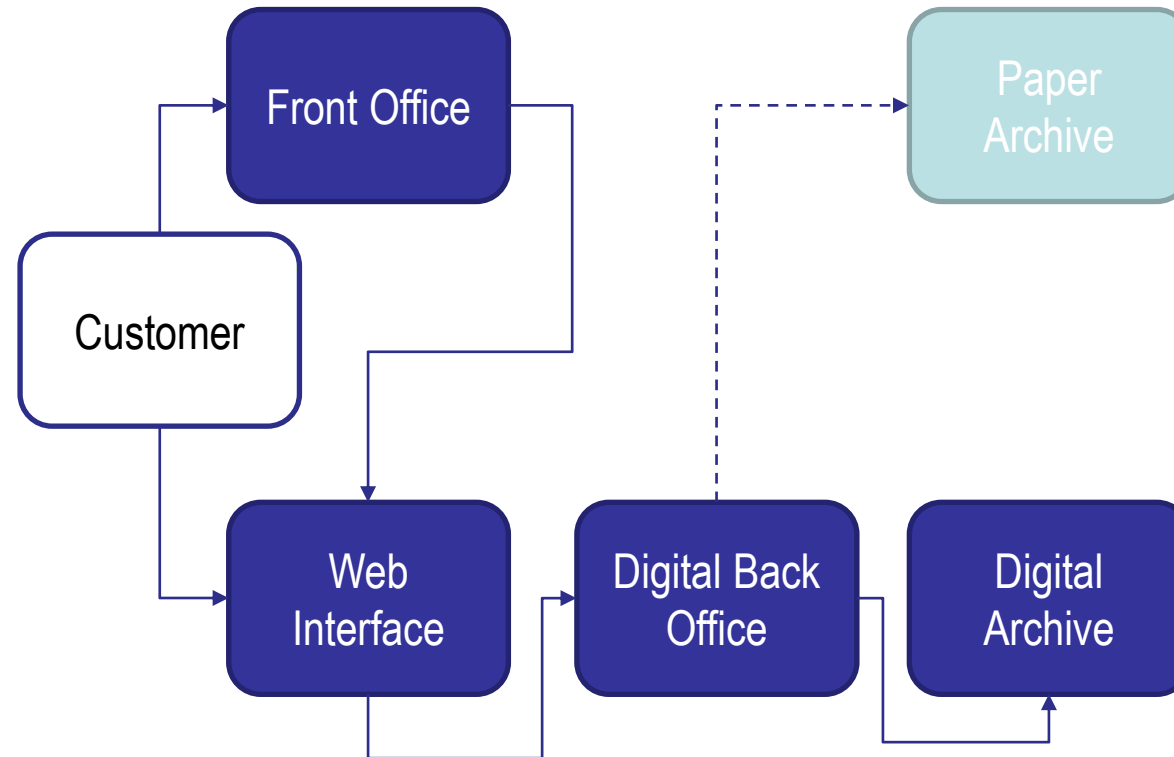 Front Office
Paper
Archive
Customer
Web
Interface
Digital Back
Office
Digital
Archive